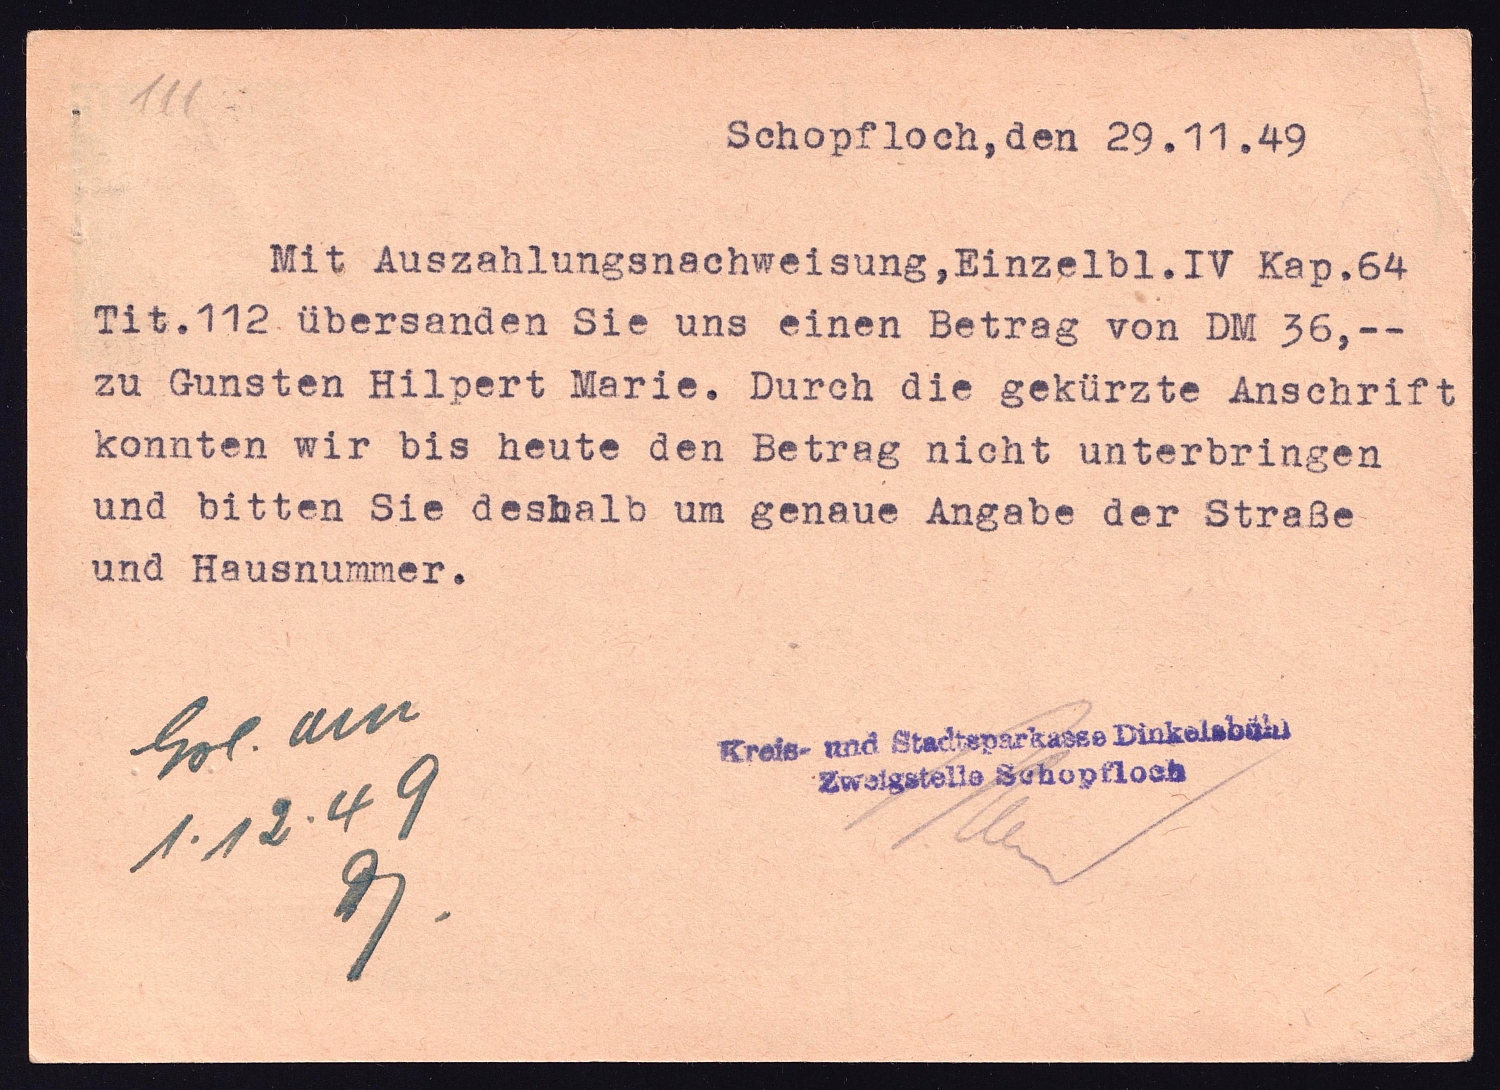 111
Schopfloch,den 29.11.49
Mit Auszahlungsnachweisung,Einzelbl.IV Kap.64
Tit.112 übersanden Sie uns einen Betrag von DM 36,--
zu Gunsten Hilpert Marie. Durch die gekürzte Anschrift
konnten wir bis heute den Betrag nicht unterbringen
und bitten Sie deshalb um genaue Angabe der Straße
und Hausnummer.
Kreis- und Stadtsparkasse Dinkelsbühl
Zweigstelle Schopfloch
am
1.12.49